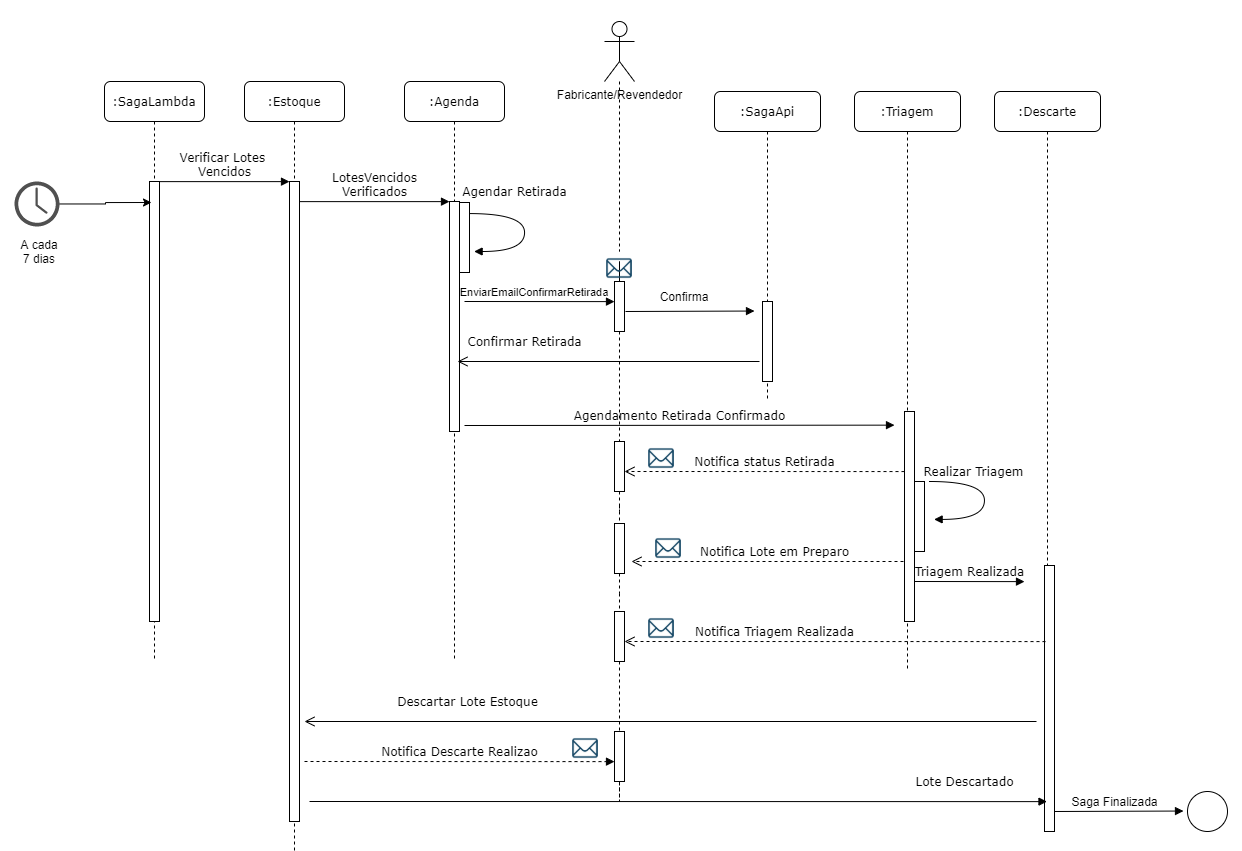 :SagaLambda
:Estoque
:Agenda
Fabricante/Revendedor
:SagaApi
:Triagem
:Descarte
Verificar Lotes
Vencidos
LotesVencidos
Verificados
Agendar Retirada
A cada
7 dias
EnviarEmailConfirmarRetirada
Confirma
Confirmar Retirada
Agendamento Retirada Confirmado
Notifica status Retirada
Realizar Triagem
Notifica Lote em Preparo
Triagem Realizada
Notifica Triagem Realizada
Descartar Lote Estoque
Notifica Descarte Realizao
Lote Descartado
Saga Finalizada